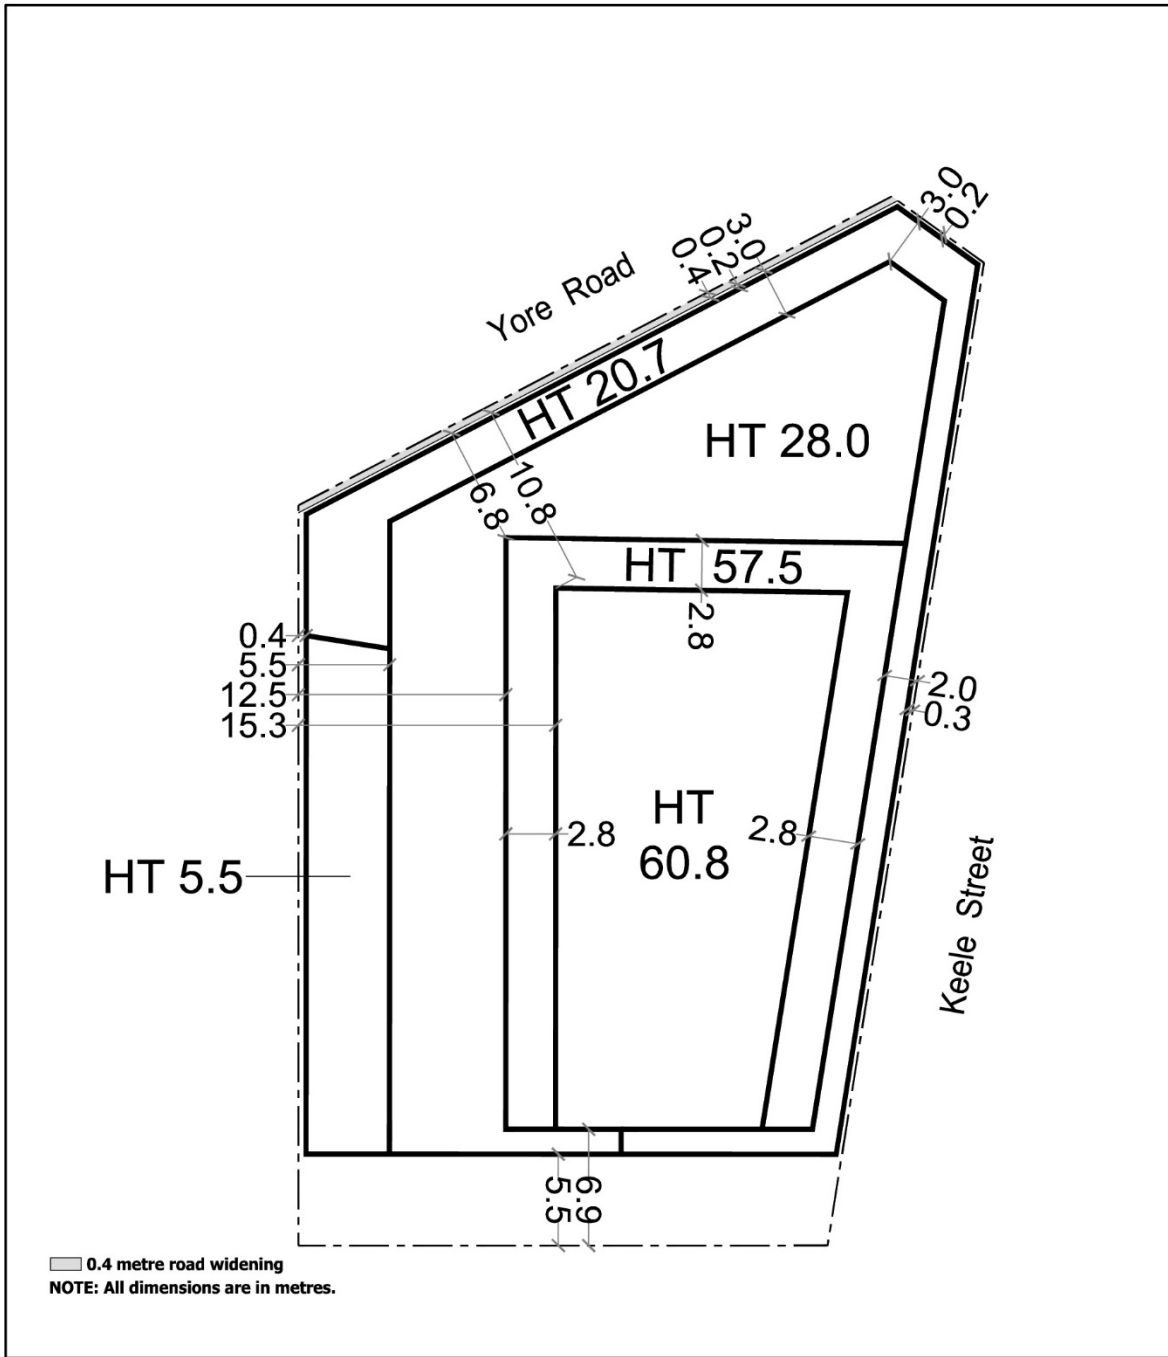 3.0
0.2
3.0
0.2
0.4
Yore Road
HT 20.7
HT 28.0
6.8
10.8
HT 57.5
2.8
0.4
5.5
12.5
15.3
2.0
0.3
HT
60.8
2.8
2.8
HT 5.5
Keele Street
5.5
6.9
0.4 metre road widening
NOTE: All dimensions are in metres.